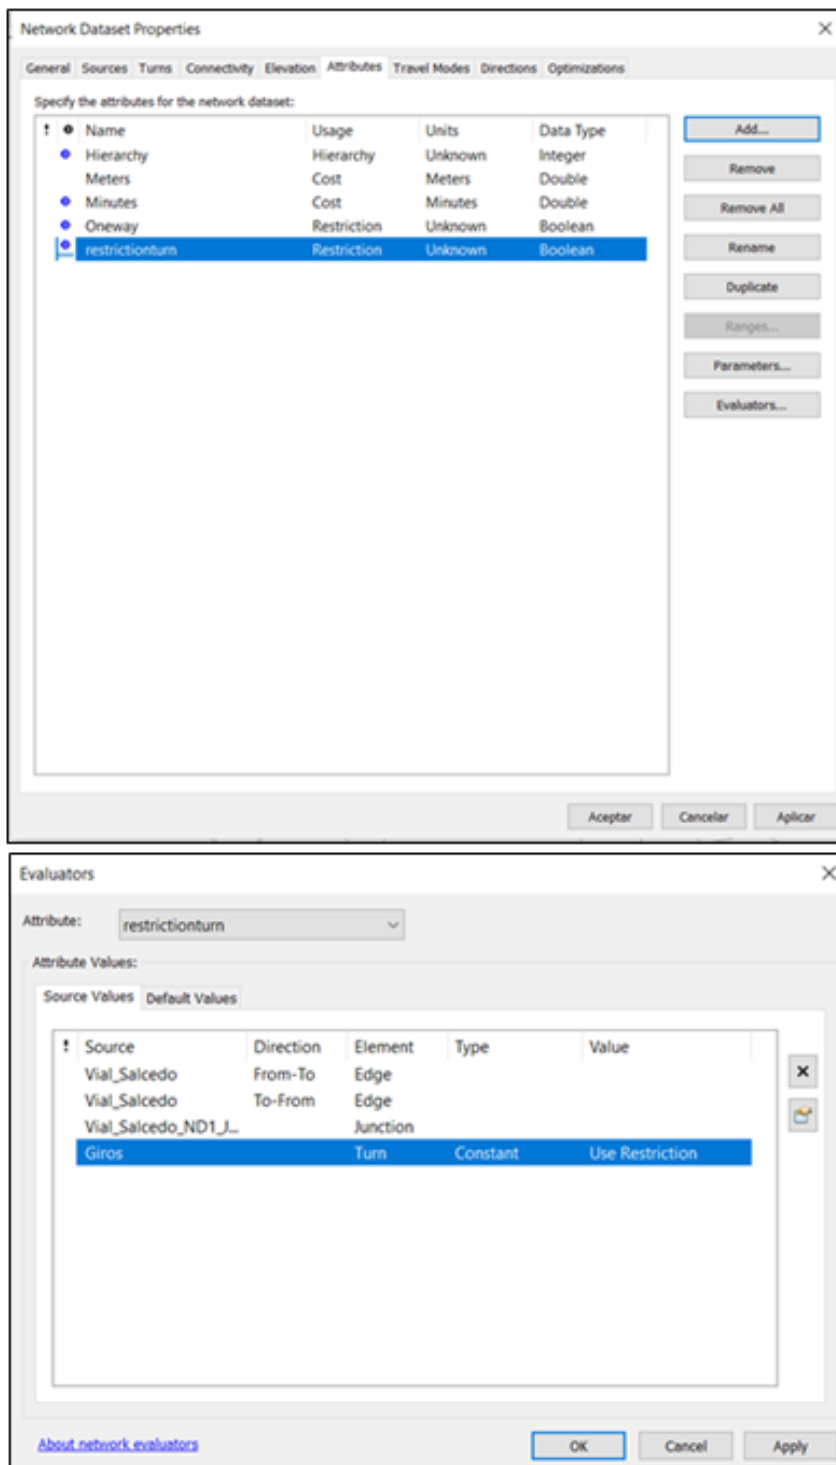 Network Dataset Properties
General Sources Turns Connectivity Elevation Attributes Travel Modes Directions Optimizations
Specify the attributes for the network dataset:
! Name Usage Units Data Type
Hierarchy Hierarchy Unknown Integer
Meters Cost Meters Double
Minutes Cost Minutes Double
Oneway Restriction Unknown Boolean
restrictionturn Restriction Unknown Boolean
Add...
Remove
Remove All
Rename
Duplicate
Ranges...
Parameters...
Evaluators...
Aceptar Cancelar Aplicar
Evaluators
Attribute: restrictionturn
Attribute Values:
Source Values Default Values
! Source Direction Element Type Value
Vial_Salcedo From-To Edge
Vial_Salcedo To-From Edge
Vial_Salcedo_ND1_J... Junction
Giros Turn Constant Use Restriction
About network evaluators
OK Cancel Apply